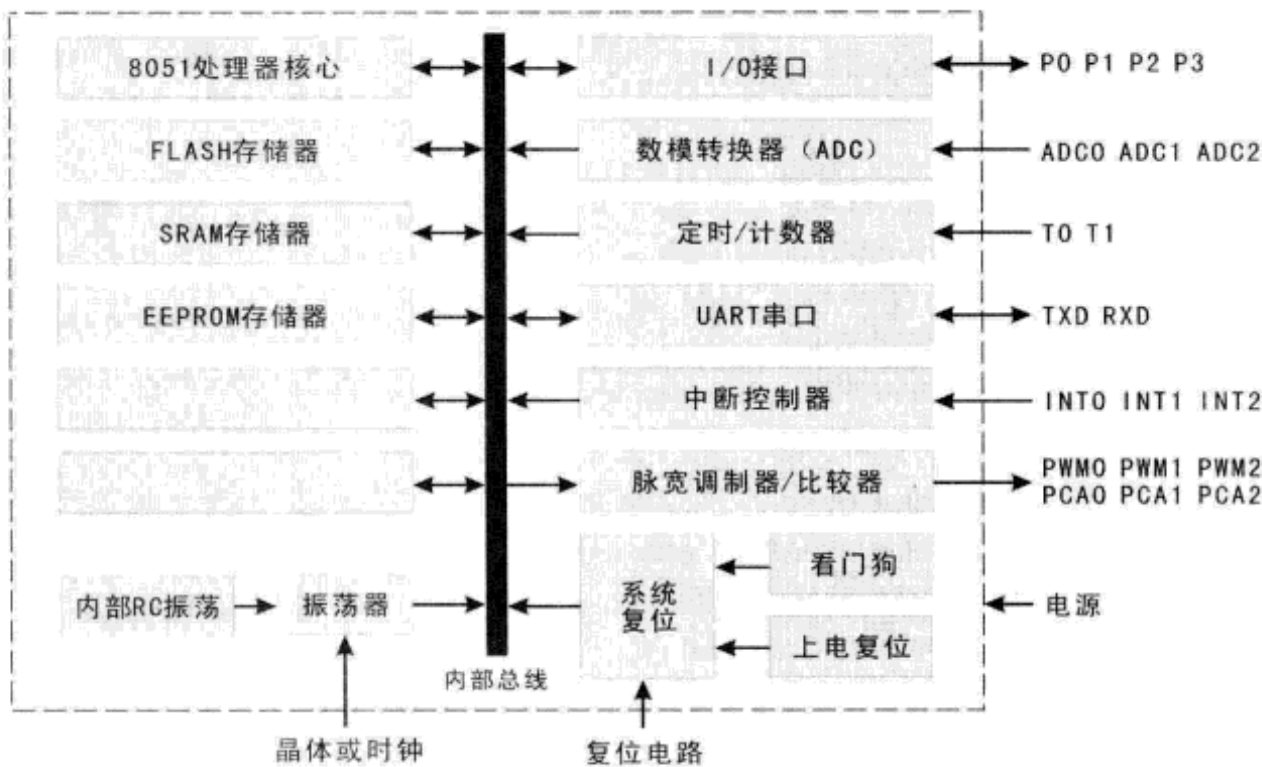 8051处理器核心
I/O接口
P0 P1 P2 P3
FLASH存储器
数模转换器（ADC）
ADC0 ADC1 ADC2
SRAM存储器
定时/计数器
T0 T1
EEPROM存储器
UART串口
TXD RXD
中断控制器
INT0 INT1 INT2
脉宽调制器/比较器
PWM0 PWM1 PWM2
PCA0 PCA1 PCA2
内部RC振荡
振荡器
系统
复位
看门狗
上电复位
电源
内部总线
晶体或时钟
复位电路